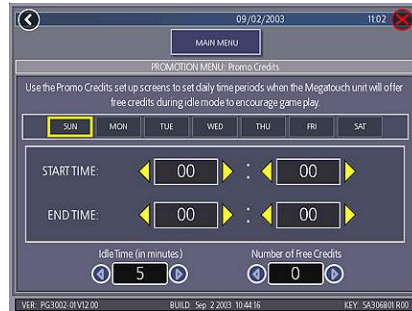 09/02/2003 11:02
MAIN MENU
PROMOTION MENU: Promo Credits
Use the Promo Credits set up screens to set daily time periods when the Megatouch unit will offer
free credits during idle mode to encourage game play.
SUN MON TUE WED THU FRI SAT
START TIME: 00 : 00
END TIME: 00 : 00
Idle Time (in minutes) Number of Free Credits
5 0
VER: PG3002-01V12.00 BUILD: Sep 2 2003 10:44:16 KEY: SA306801 R00